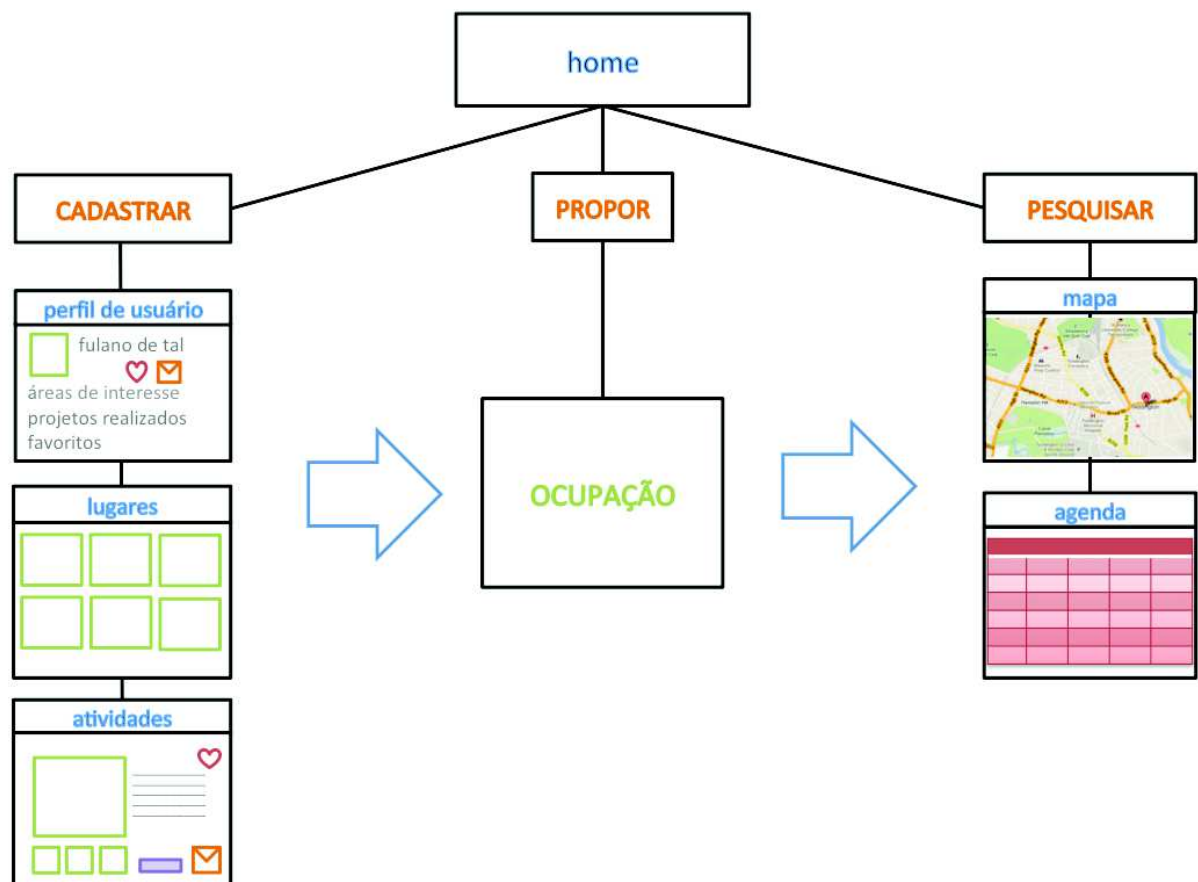 home
CADASTRAR
PROPOR
PESQUISAR
perfil de usuário
fulano de tal
áreas de interesse
projetos realizados
favoritos
lugares
atividades
OCUPAÇÃO
mapa
agenda